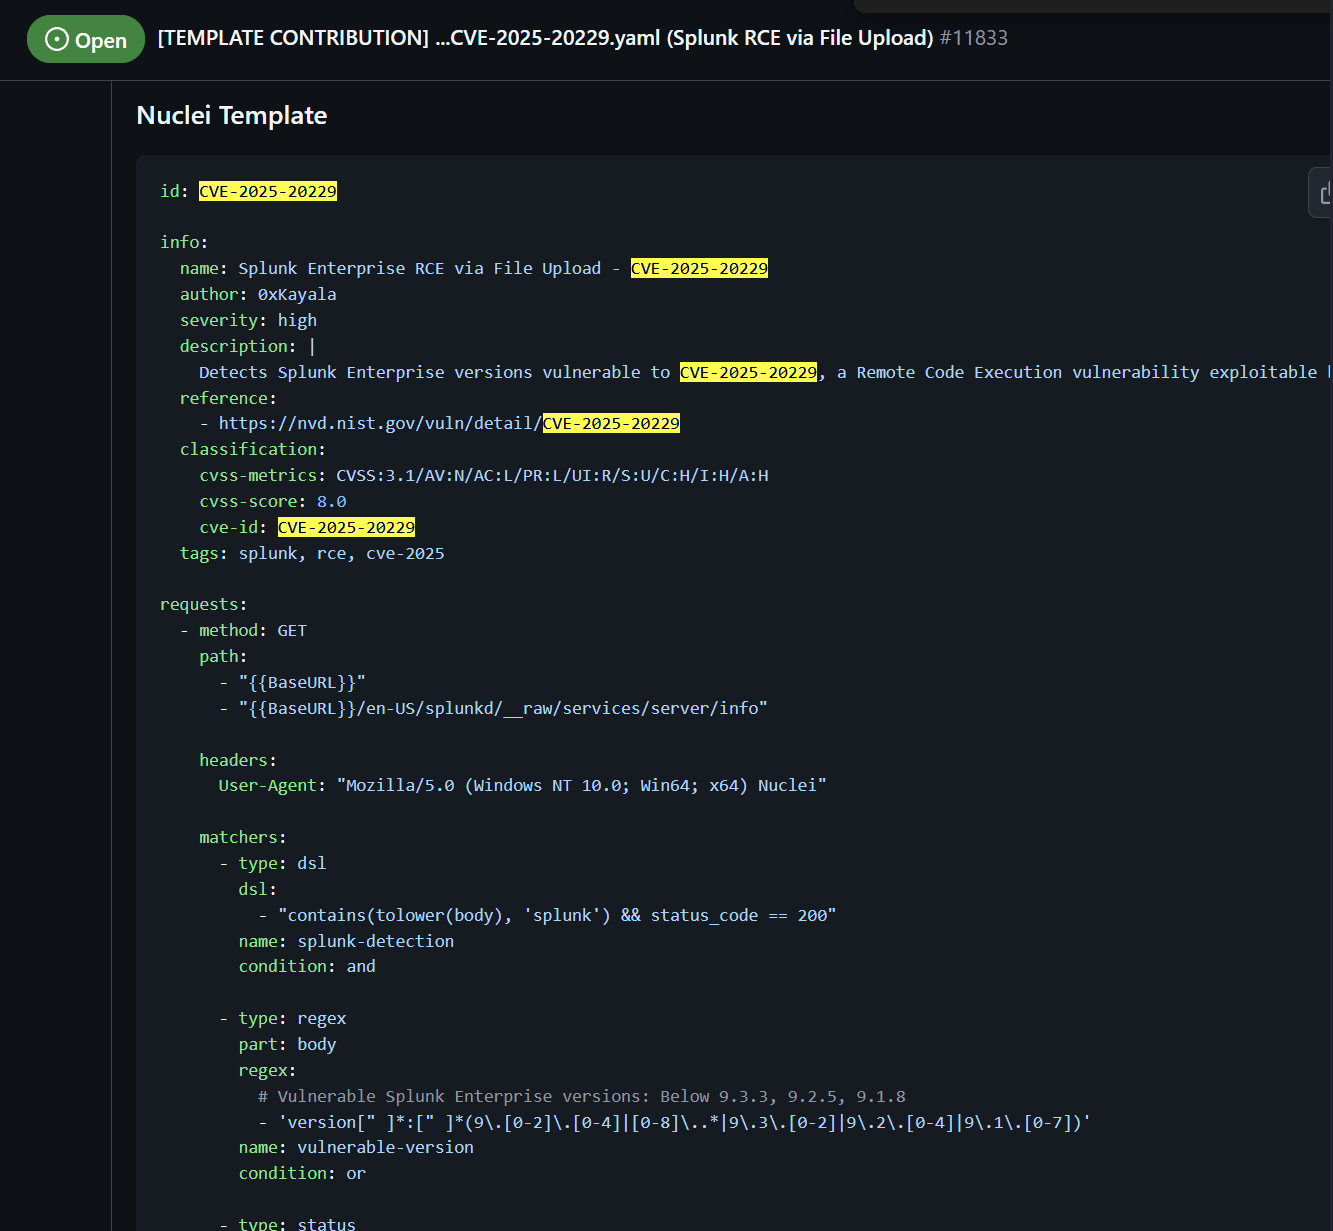 Open [TEMPLATE CONTRIBUTION] ...CVE-2025-20229.yaml (Splunk RCE via File Upload) #11833
Nuclei Template
id: CVE-2025-20229
info:
name: Splunk Enterprise RCE via File Upload - CVE-2025-20229
author: 0xKayala
severity: high
description: |
Detects Splunk Enterprise versions vulnerable to CVE-2025-20229, a Remote Code Execution vulnerability exploitable
reference:
- https://nvd.nist.gov/vuln/detail/CVE-2025-20229
classification:
cvss-metrics: CVSS:3.1/AV:N/AC:L/PR:L/UI:R/S:U/C:H/I:H/A:H
cvss-score: 8.0
cve-id: CVE-2025-20229
tags: splunk, rce, cve-2025
requests:
- method: GET
path:
- "{{BaseURL}}"
- "{{BaseURL}}/en-US/splunkd/__raw/services/server/info"
headers:
User-Agent: "Mozilla/5.0 (Windows NT 10.0; Win64; x64) Nuclei"
matchers:
- type: dsl
dsl:
- "contains(tolower(body), 'splunk') && status_code == 200"
name: splunk-detection
condition: and
- type: regex
part: body
regex:
# Vulnerable Splunk Enterprise versions: Below 9.3.3, 9.2.5, 9.1.8
- 'version[" ]*:[" ]*(9\.[0-2]\.[0-4]|[0-8]\..*|9\.3\.[0-2]|9\.2\.[0-4]|9\.1\.[0-7])'
name: vulnerable-version
condition: or
- type: status